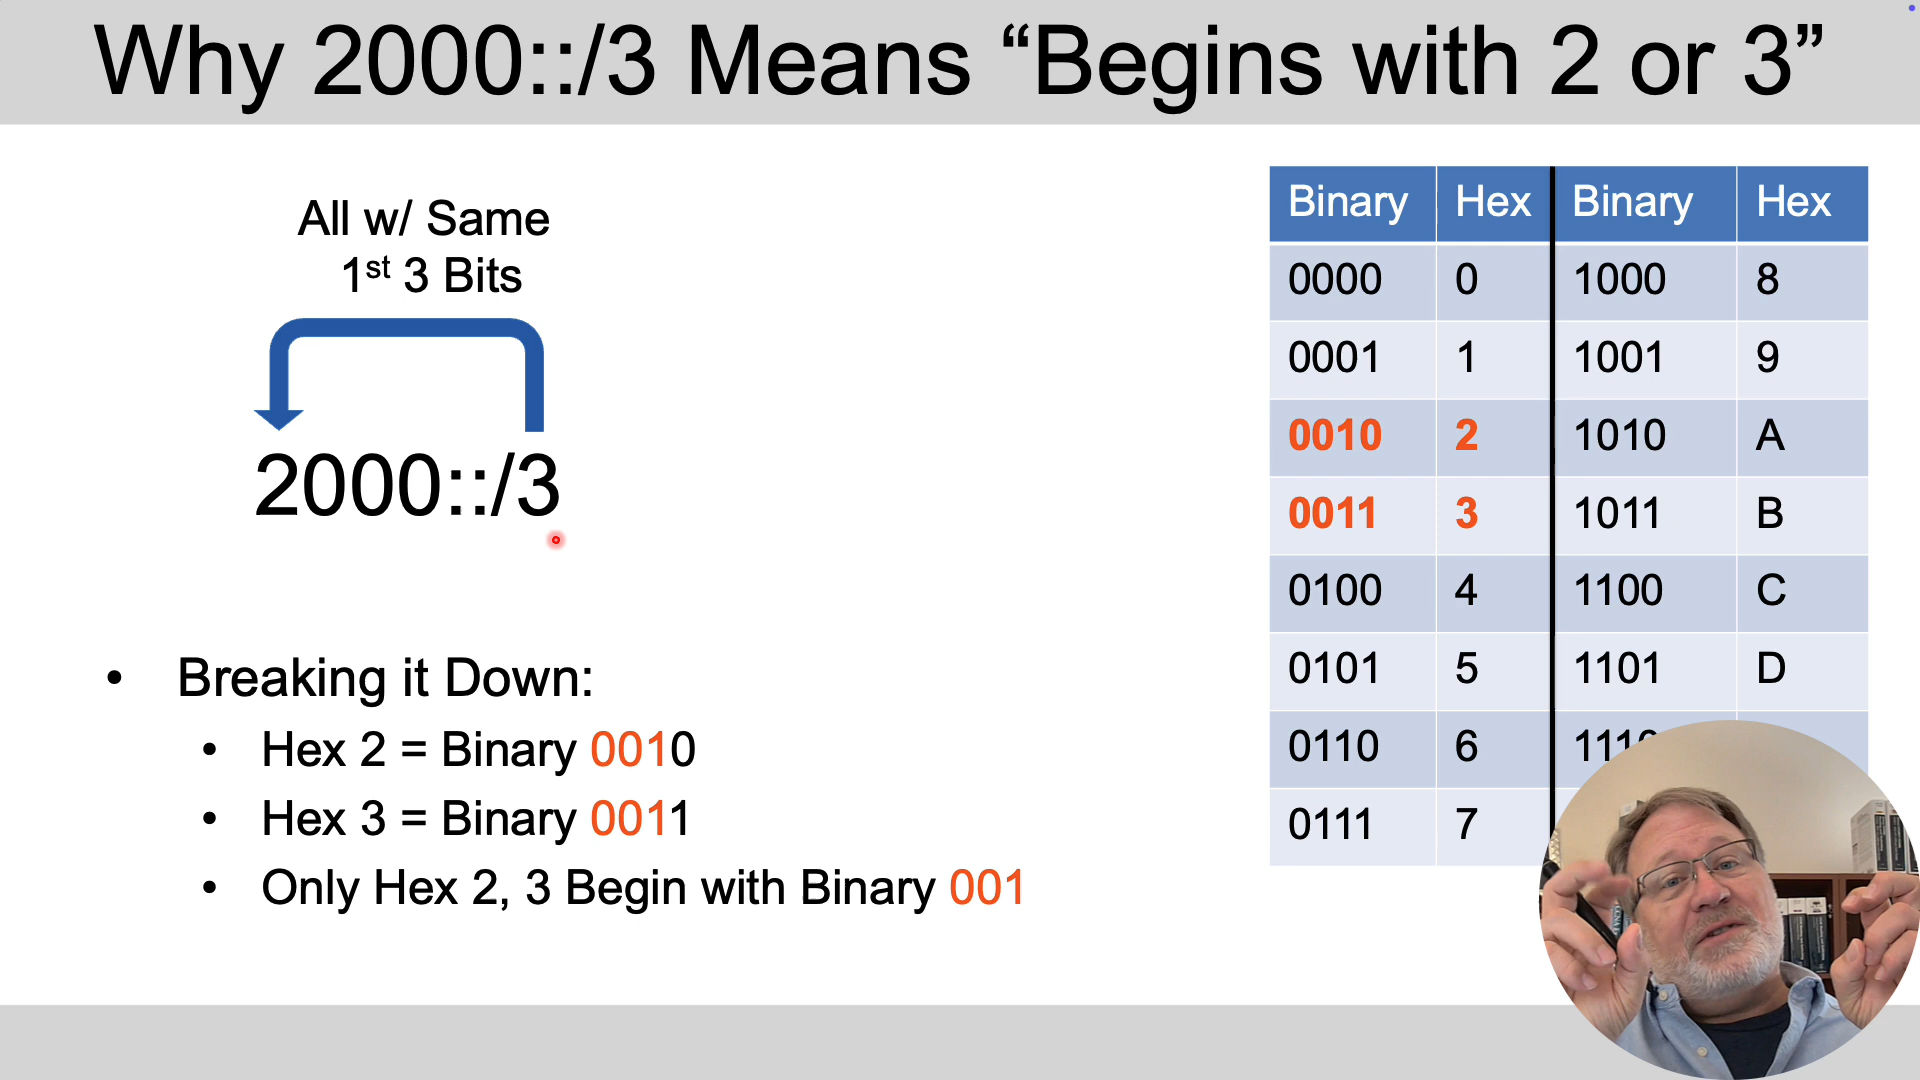 Why 2000::/3 Means “Begins with 2 or 3”
All w/ Same
1st 3 Bits
2000::/3
• Breaking it Down:
• Hex 2 = Binary 0010
• Hex 3 = Binary 0011
• Only Hex 2, 3 Begin with Binary 001
Binary Hex Binary Hex
0000 0 1000 8
0001 1 1001 9
0010 2 1010 A
0011 3 1011 B
0100 4 1100 C
0101 5 1101 D
0110 6 1110
0111 7